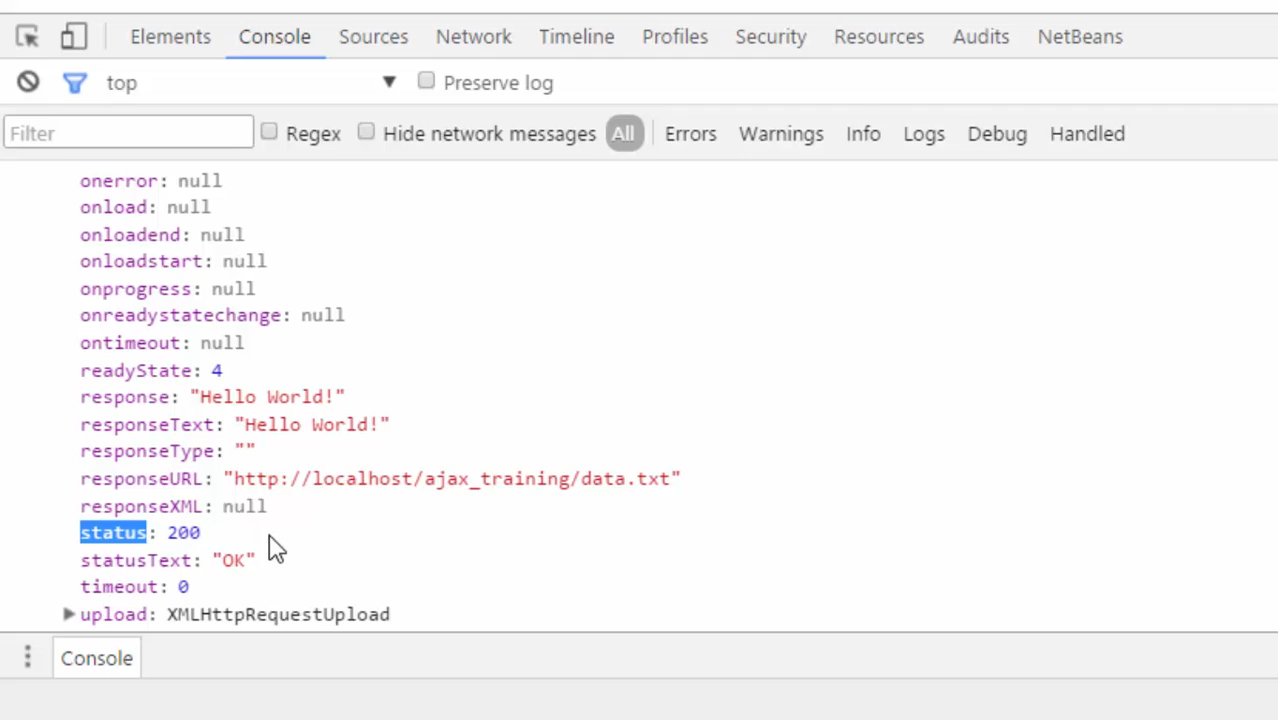 Elements Console Sources Network Timeline Profiles Security Resources Audits NetBeans
top ▼ Preserve log
Filter Regex Hide network messages All Errors Warnings Info Logs Debug Handled
onerror: null
onload: null
onloadend: null
onloadstart: null
onprogress: null
onreadystatechange: null
ontimeout: null
readyState: 4
response: "Hello World!"
responseText: "Hello World!"
responseType: ""
responseURL: "http://localhost/ajax_training/data.txt"
responseXML: null
status: 200
statusText: "OK"
timeout: 0
upload: XMLHttpRequestUpload
Console